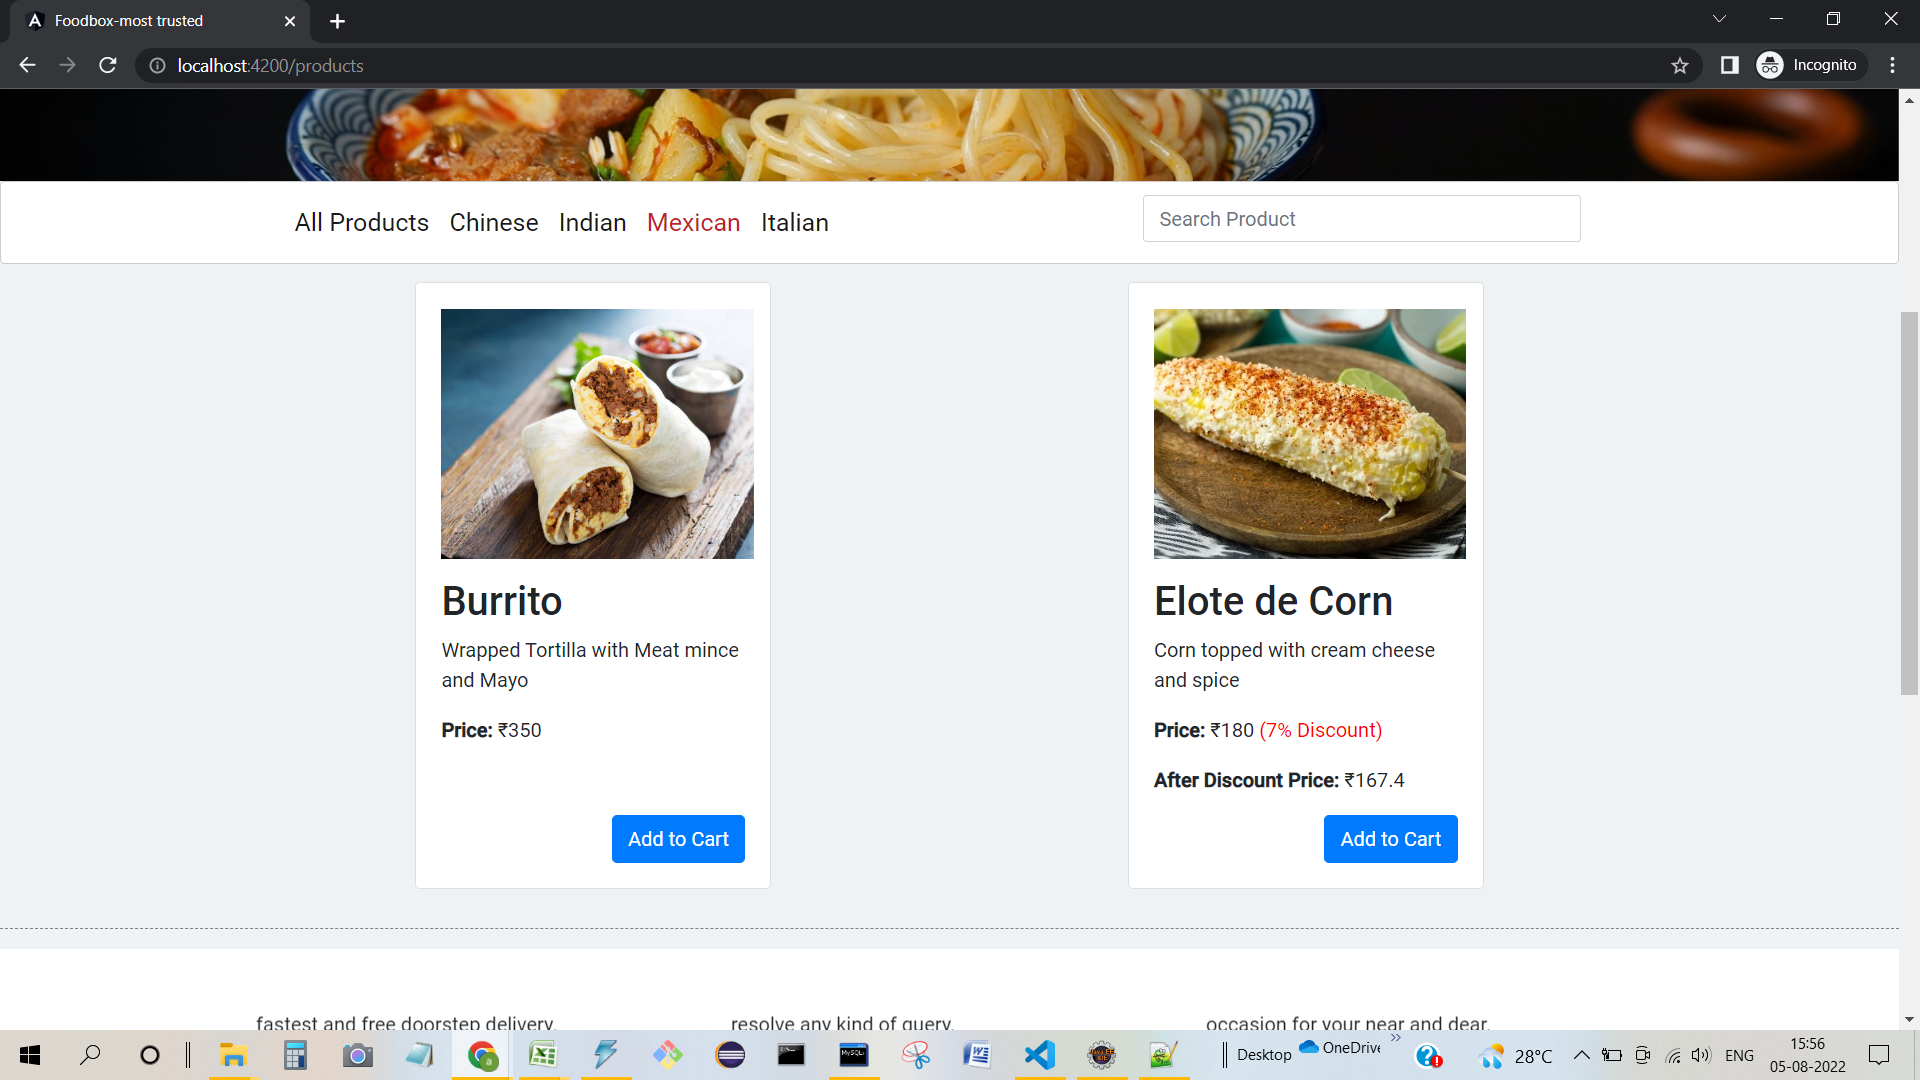 Foodbox-most trusted
localhost:4200/products
Incognito
All Products Chinese Indian Mexican Italian
Search Product
Burrito
Wrapped Tortilla with Meat mince
and Mayo
Price: ₹350
Add to Cart
Elote de Corn
Corn topped with cream cheese
and spice
Price: ₹180 (7% Discount)
After Discount Price: ₹167.4
Add to Cart
fastest and free doorstep delivery.
resolve any kind of query.
occasion for your near and dear.
Desktop
OneDrive
28°C
ENG
15:56
05-08-2022